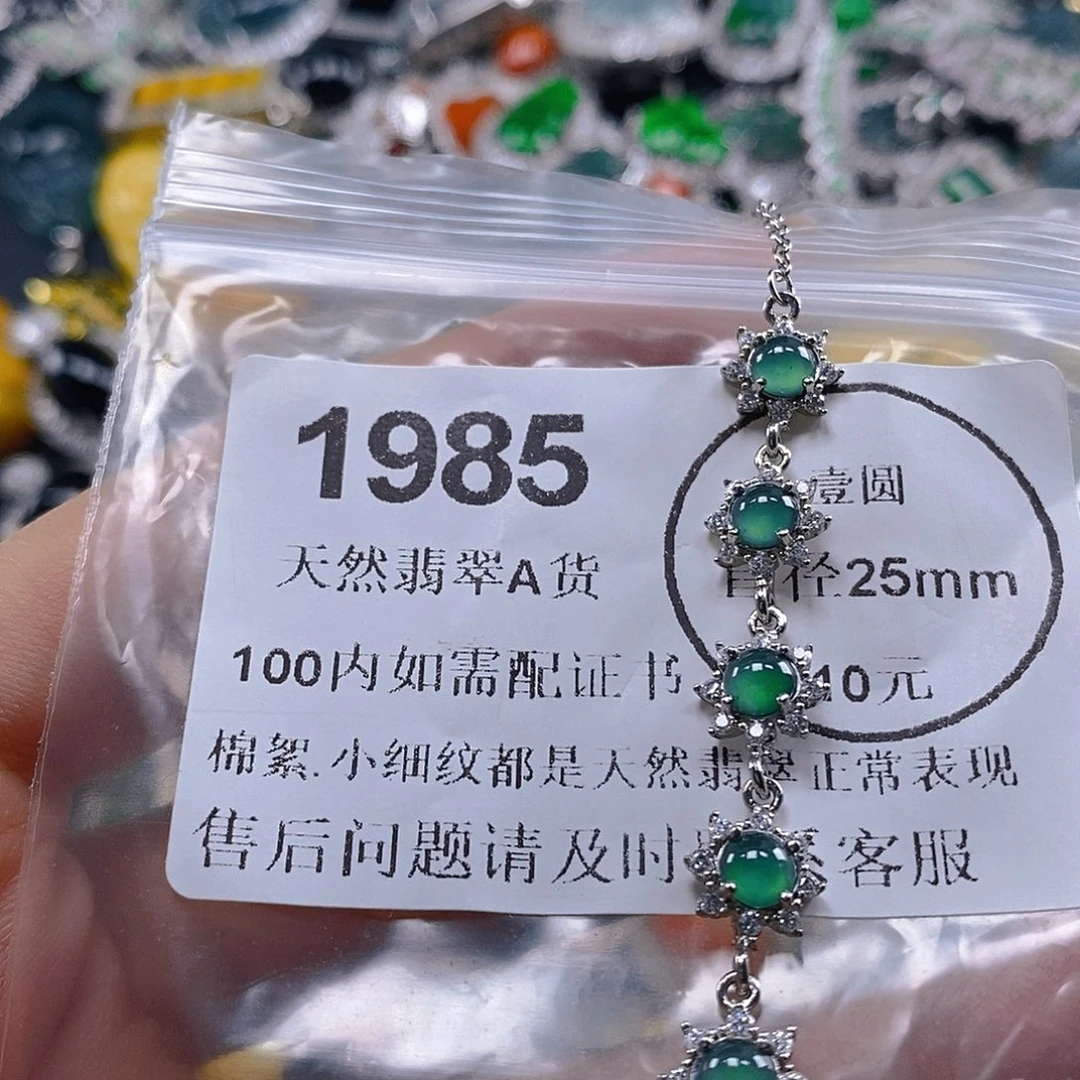 1985
天然翡翠A货
100内如需配证书
壹圆
径25mm
10元
棉絮.小细纹都是天然翡翠正常表现
售后问题请及时 客服